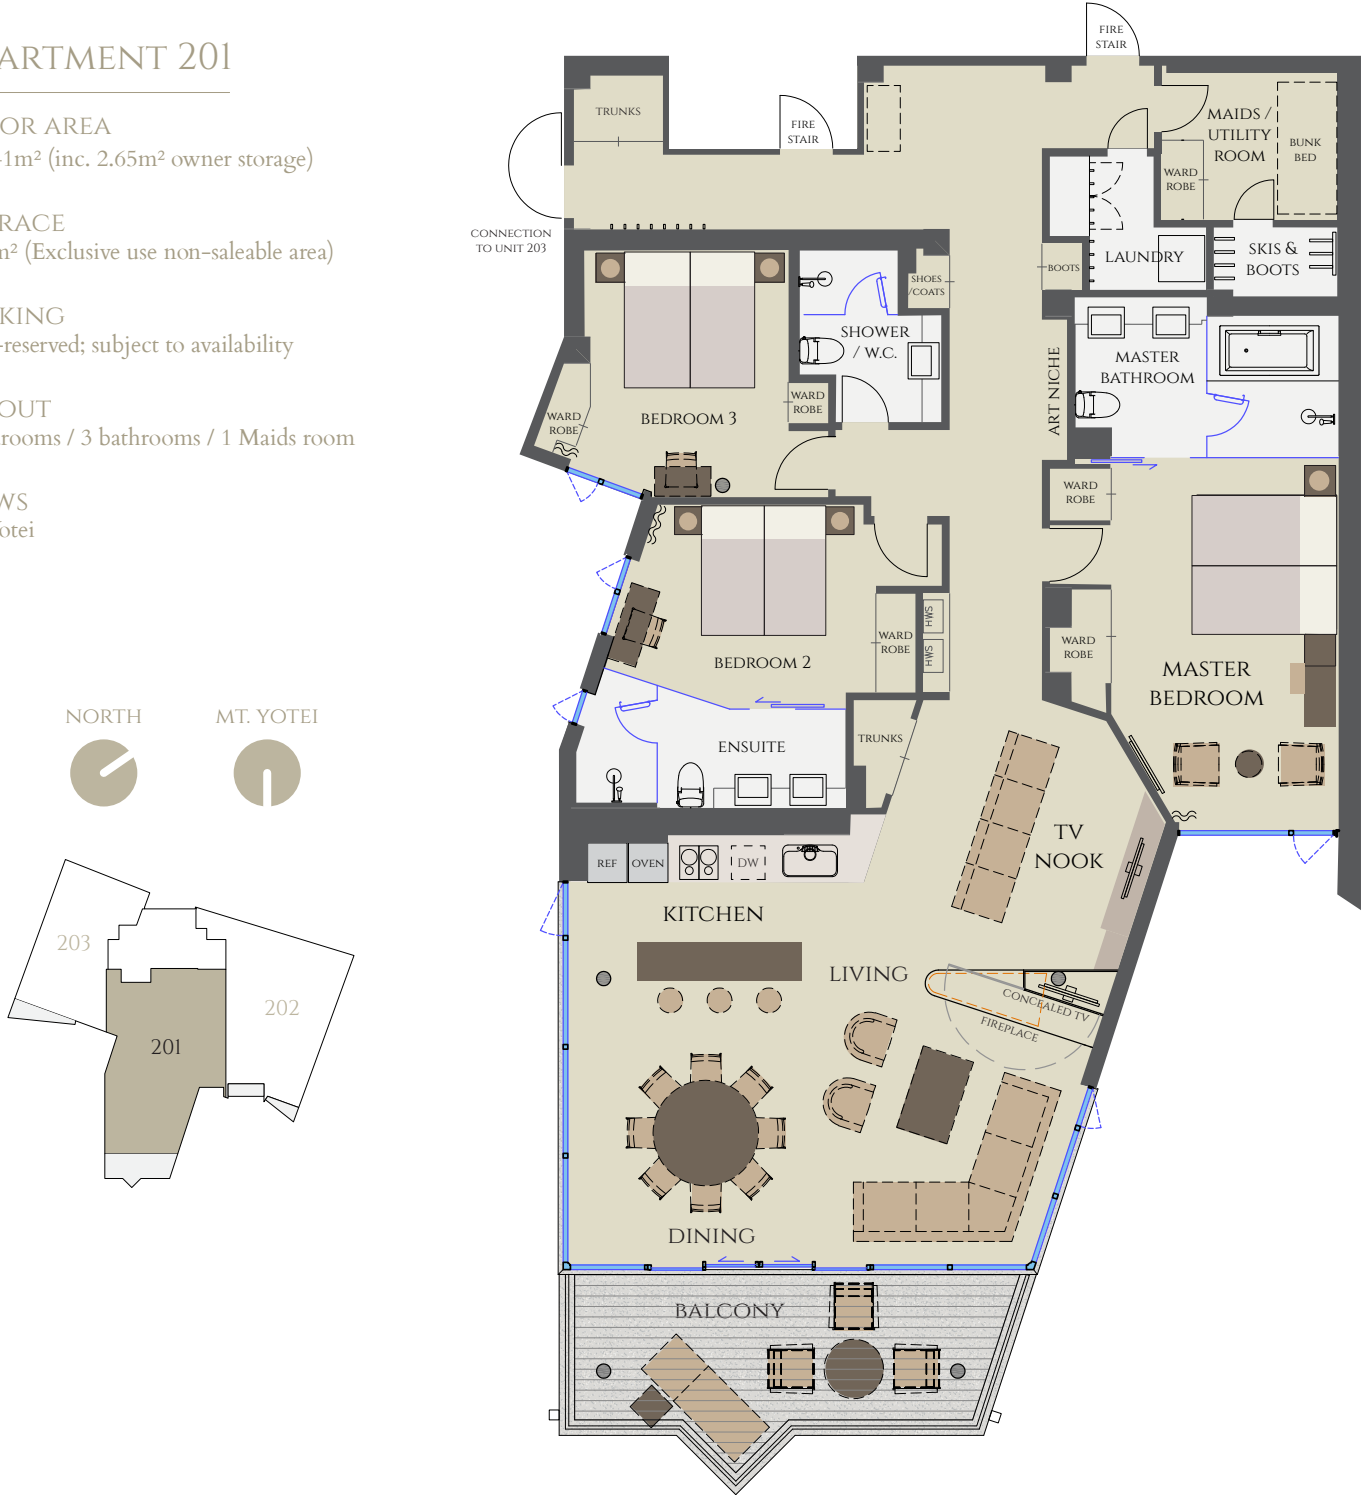 ARTMENT 201
OR AREA
1m² (inc. 2.65m² owner storage)
RACE
m² (Exclusive use non-saleable area)
KING
-reserved; subject to availability
OUT
rooms / 3 bathrooms / 1 Maids room
WS
otei
NORTH
MT. YOTEI
203
202
201
FIRE
STAIR
TRUNKS
FIRE
STAIR
MAIDS /
UTILITY
ROOM
BUNK
BED
WARD
ROBE
CONNECTION
TO UNIT 203
SHOES
/COATS
BOOTS
LAUNDRY
SKIS &
BOOTS
SHOWER
/ W.C.
ART NICHE
MASTER
BATHROOM
WARD
ROBE
BEDROOM 3
WARD
ROBE
WARD
ROBE
HWS
HWS
WARD
ROBE
WARD
ROBE
BEDROOM 2
MASTER
BEDROOM
TRUNKS
ENSUITE
TV
NOOK
REF
OVEN
DW
KITCHEN
LIVING
CONCEALED TV
FIREPLACE
DINING
BALCONY